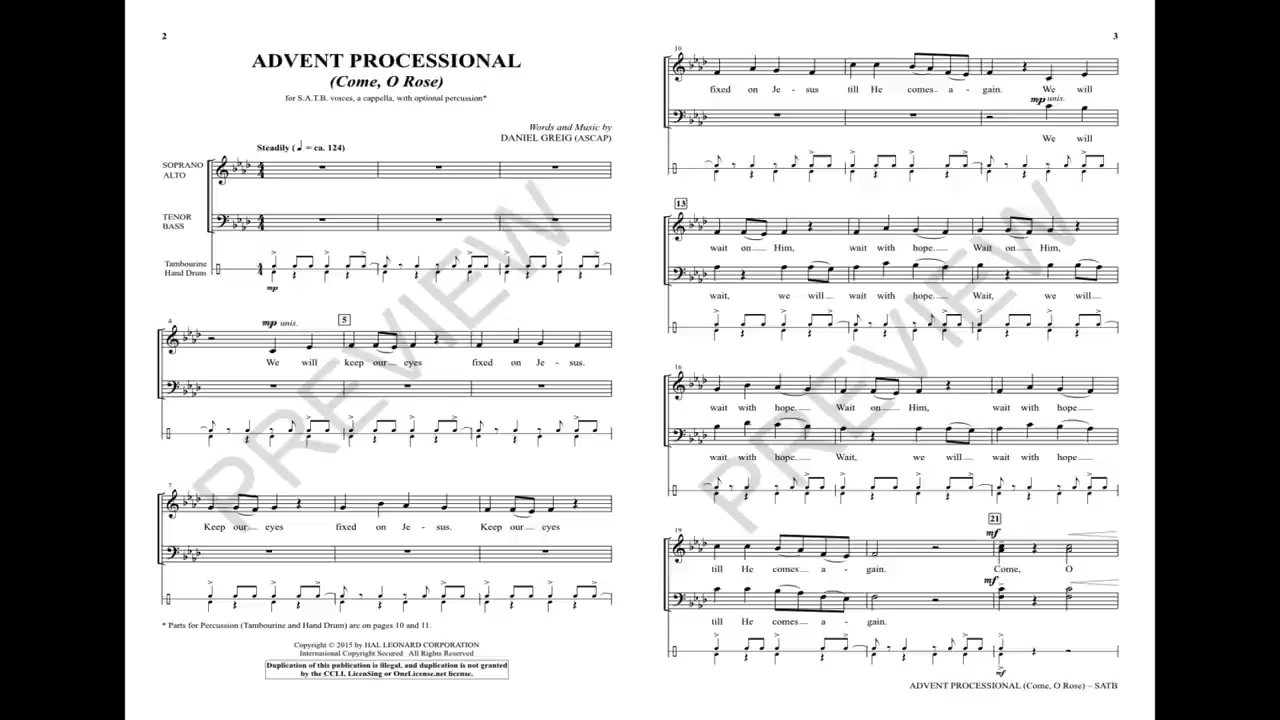 2
ADVENT PROCESSIONAL
(Come, O Rose)
for S.A.T.B. voices, a cappella, with optional percussion*
Words and Music by
DANIEL GREIG (ASCAP)
Steadily (♩ = ca. 124)
SOPRANO
ALTO
TENOR
BASS
Tambourine
Hand Drum
mp
4
mp unis.
5
We will keep our eyes fixed on Je - sus.
7
Keep our eyes fixed on Je - sus. Keep our eyes
* Parts for Percussion (Tambourine and Hand Drum) are on pages 10 and 11.
Copyright © 2015 by HAL LEONARD CORPORATION
International Copyright Secured All Rights Reserved
Duplication of this publication is illegal, and duplication is not granted
by the CCLI, LicenSing or OneLicense.net license.
PREVIEW
3
10
fixed on Je - sus till He comes a - gain. We will
mp unis.
We will
13
wait on Him, wait with hope. Wait on Him,
wait, we will wait with hope. Wait, we will
16
wait with hope. Wait on Him, wait with hope
wait with hope. Wait, we will wait with hope
19
21
mf
till He comes a - gain. Come, O
mf
till He comes a - gain.
mf
ADVENT PROCESSIONAL (Come, O Rose) – SATB
PREVIEW